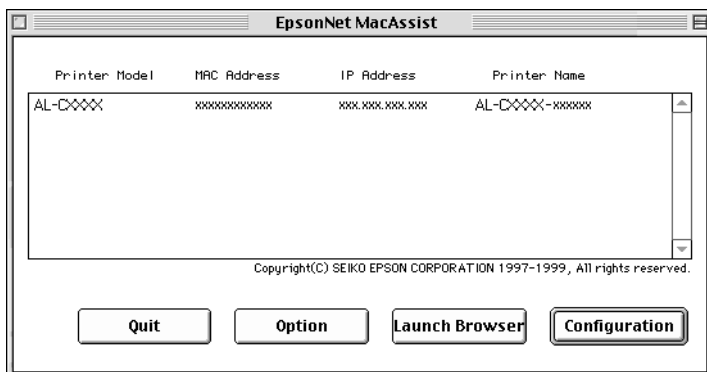 EpsonNet MacAssist
Printer Model MAC Address IP Address Printer Name
AL-CXXXX xxxxxxxxxxxx xxx.xxx.xxx.xxx AL-CXXXX-xxxxxx
Copyright(C) SEIKO EPSON CORPORATION 1997-1999, All rights reserved.
Quit Option Launch Browser Configuration